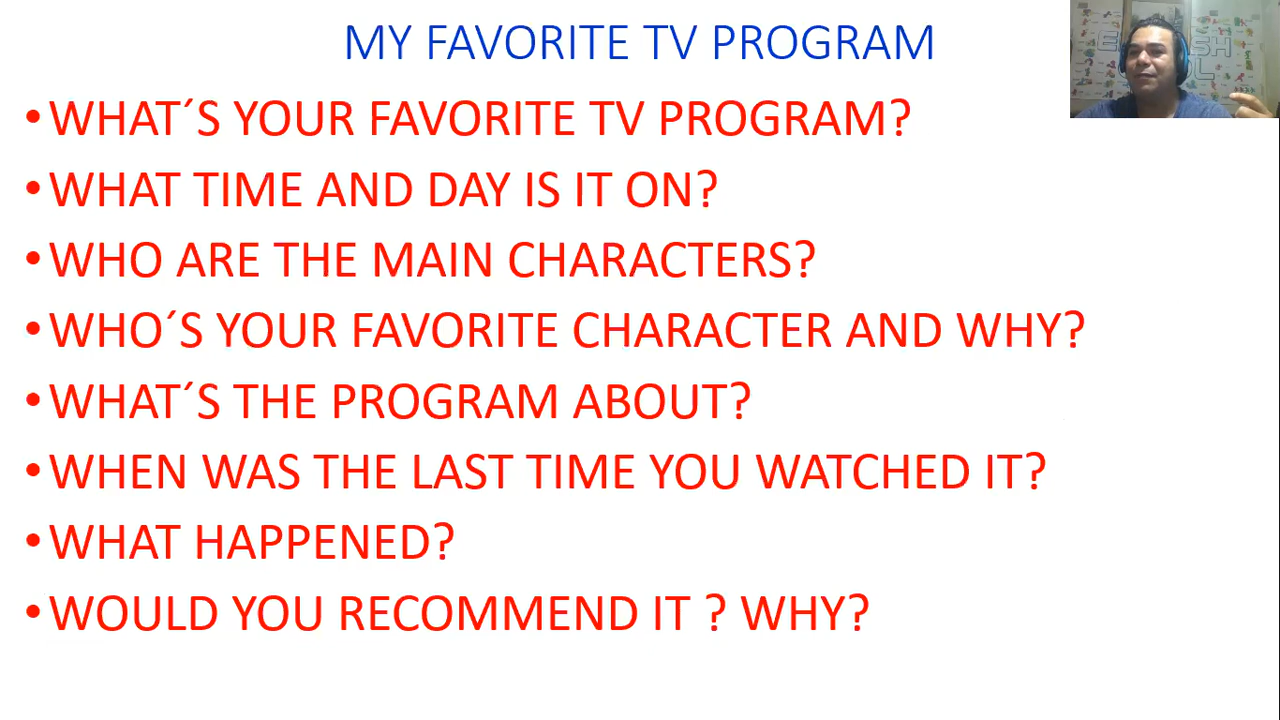 MY FAVORITE TV PROGRAM
•WHAT´S YOUR FAVORITE TV PROGRAM?
•WHAT TIME AND DAY IS IT ON?
•WHO ARE THE MAIN CHARACTERS?
•WHO´S YOUR FAVORITE CHARACTER AND WHY?
•WHAT´S THE PROGRAM ABOUT?
•WHEN WAS THE LAST TIME YOU WATCHED IT?
•WHAT HAPPENED?
•WOULD YOU RECOMMEND IT ? WHY?